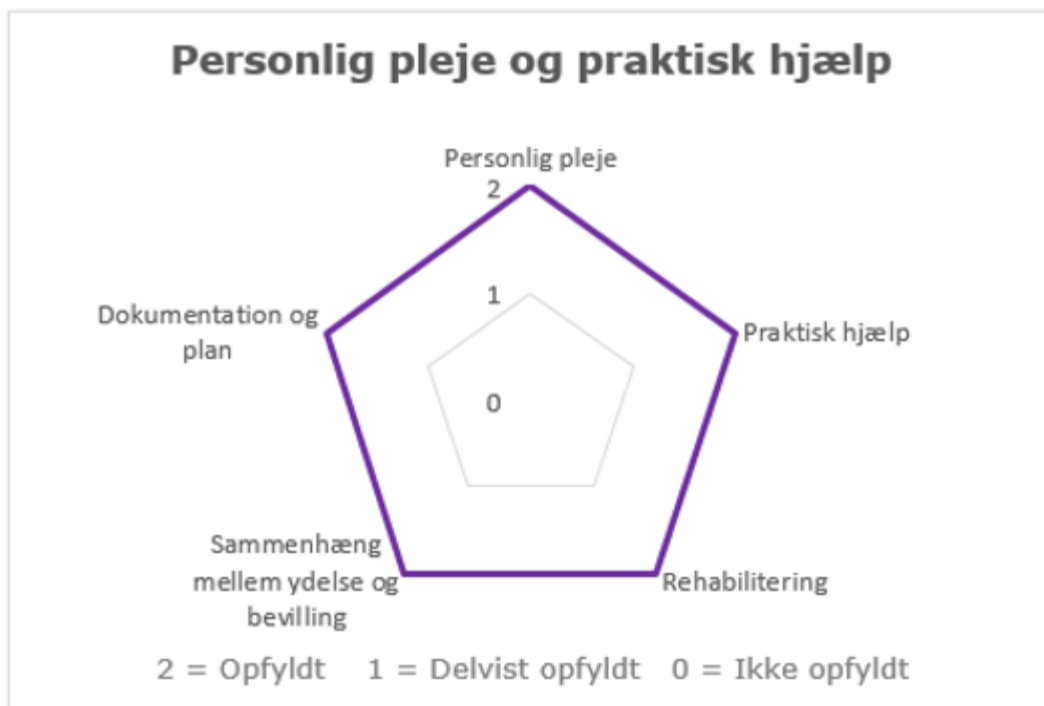 Personlig pleje og praktisk hjælp
Personlig pleje
2
1
0
Praktisk hjælp
Rehabilitering
Sammenhæng
mellem ydelse og
bevilling
Dokumentation og
plan
2 = Opfyldt 1 = Delvist opfyldt 0 = Ikke opfyldt